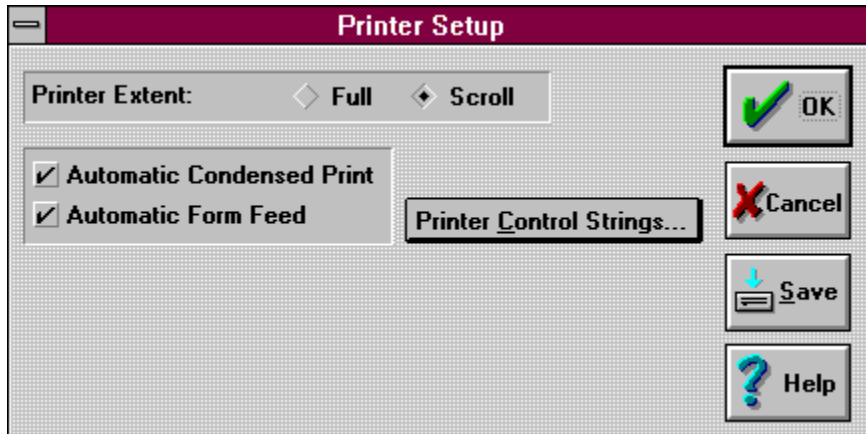 Printer Setup
Printer Extent: Full Scroll
OK
Automatic Condensed Print
Automatic Form Feed
Printer Control Strings...
Cancel
Save
Help